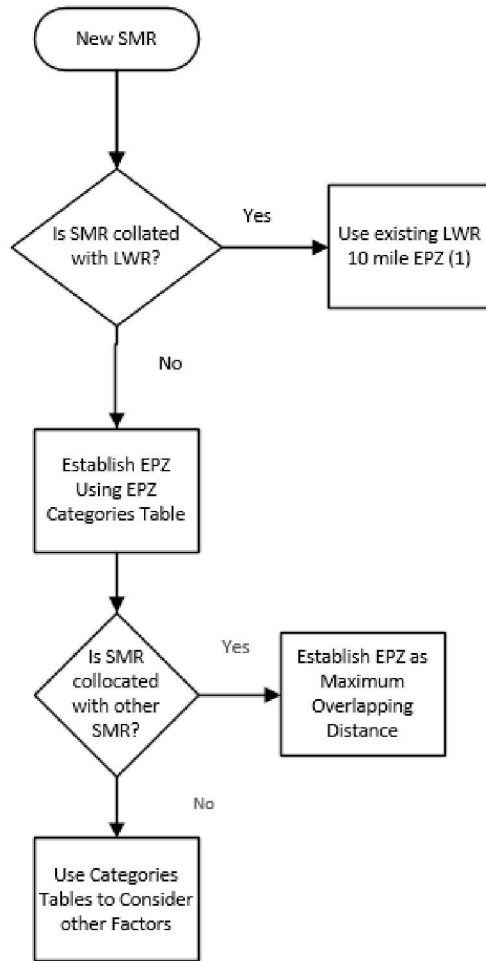 New SMR
Is SMR collated
with LWR?
Yes
Use existing LWR
10 mile EPZ (1)
No
Establish EPZ
Using EPZ
Categories Table
Is SMR
collocated
with other
SMR?
Yes
Establish EPZ as
Maximum
Overlapping
Distance
No
Use Categories
Tables to Consider
other Factors